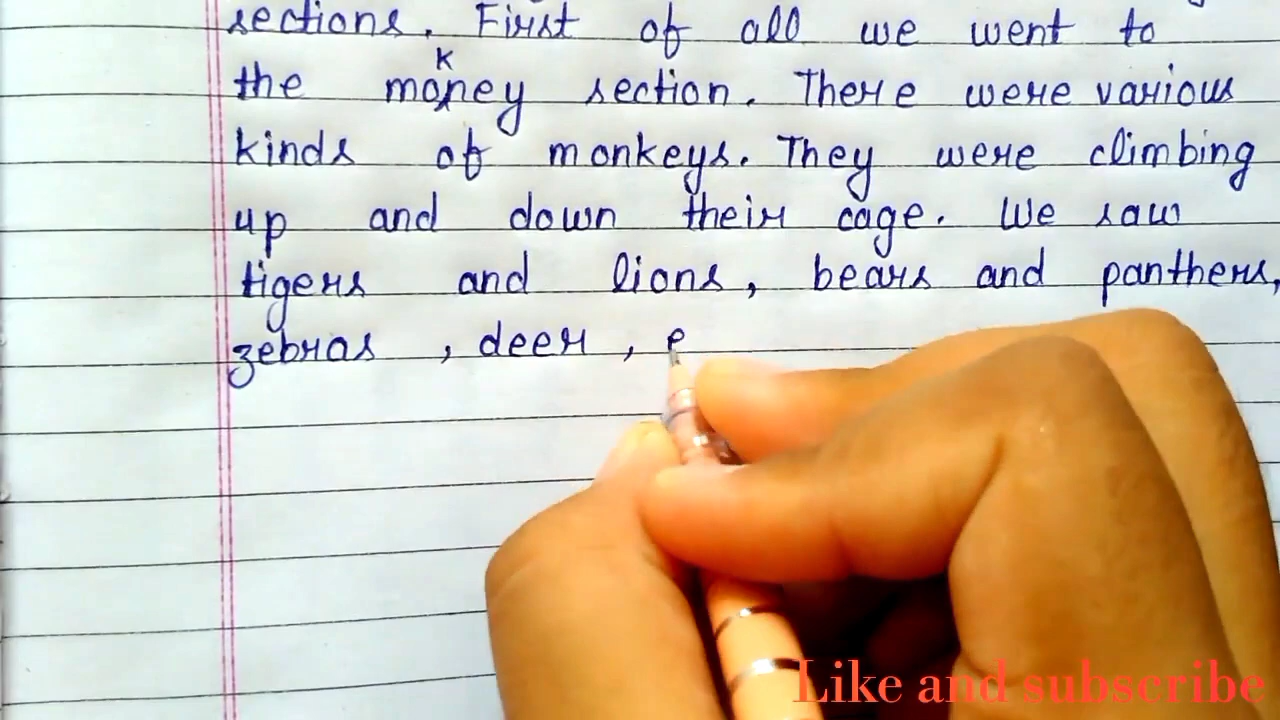 sections. First of all we went to
k
the money section. There were various
kinds of monkeys. They were climbing
up and down their cage. We saw
tigers and lions, bears and panthers,
zebras , deer , e
Like and subscribe